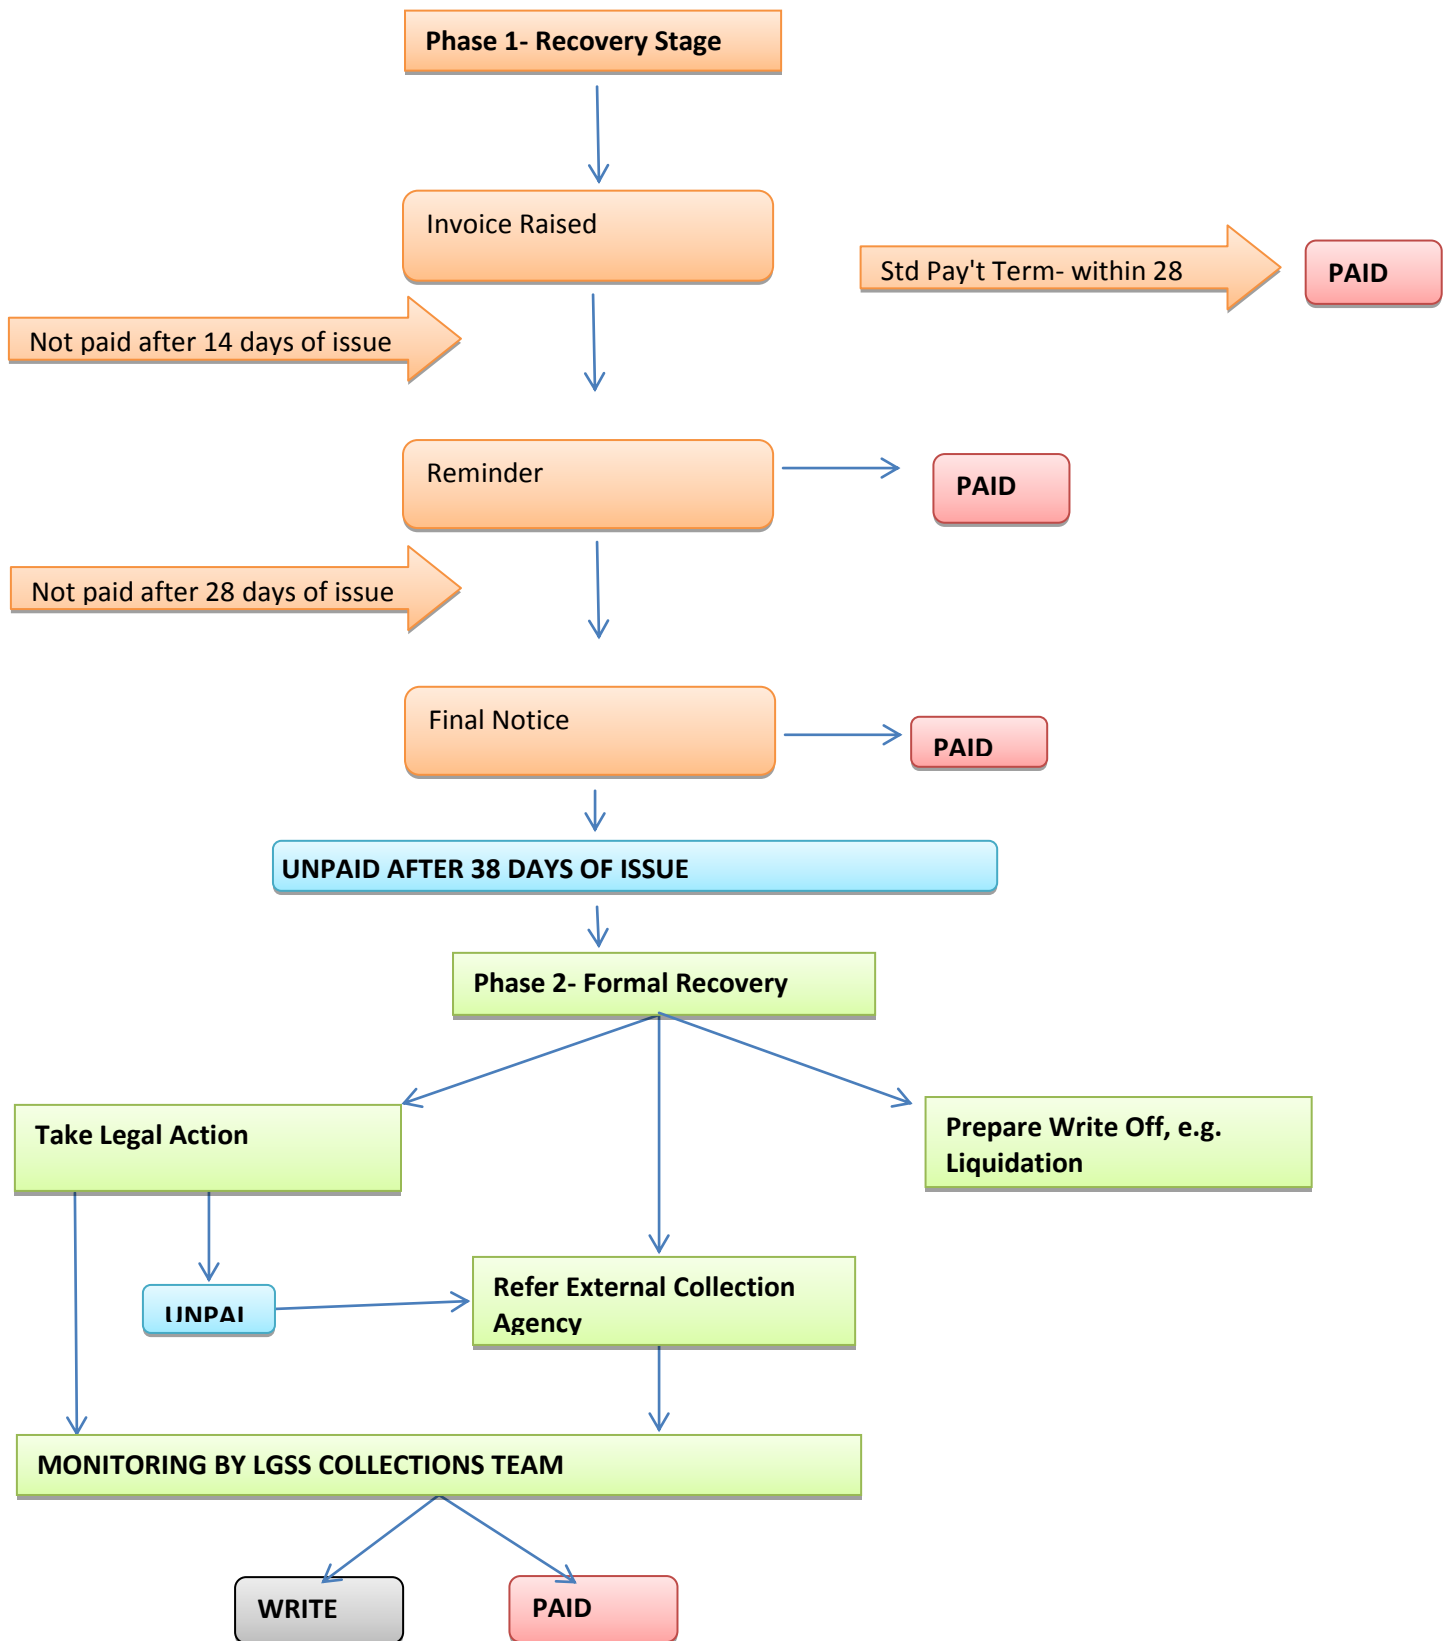 Phase 1- Recovery Stage
Invoice Raised
Std Pay't Term- within 28
PAID
Not paid after 14 days of issue
Reminder
PAID
Not paid after 28 days of issue
Final Notice
PAID
UNPAID AFTER 38 DAYS OF ISSUE
Phase 2- Formal Recovery
Take Legal Action
Prepare Write Off, e.g.
Liquidation
Refer External Collection
Agency
UNPAI
MONITORING BY LGSS COLLECTIONS TEAM
WRITE
PAID